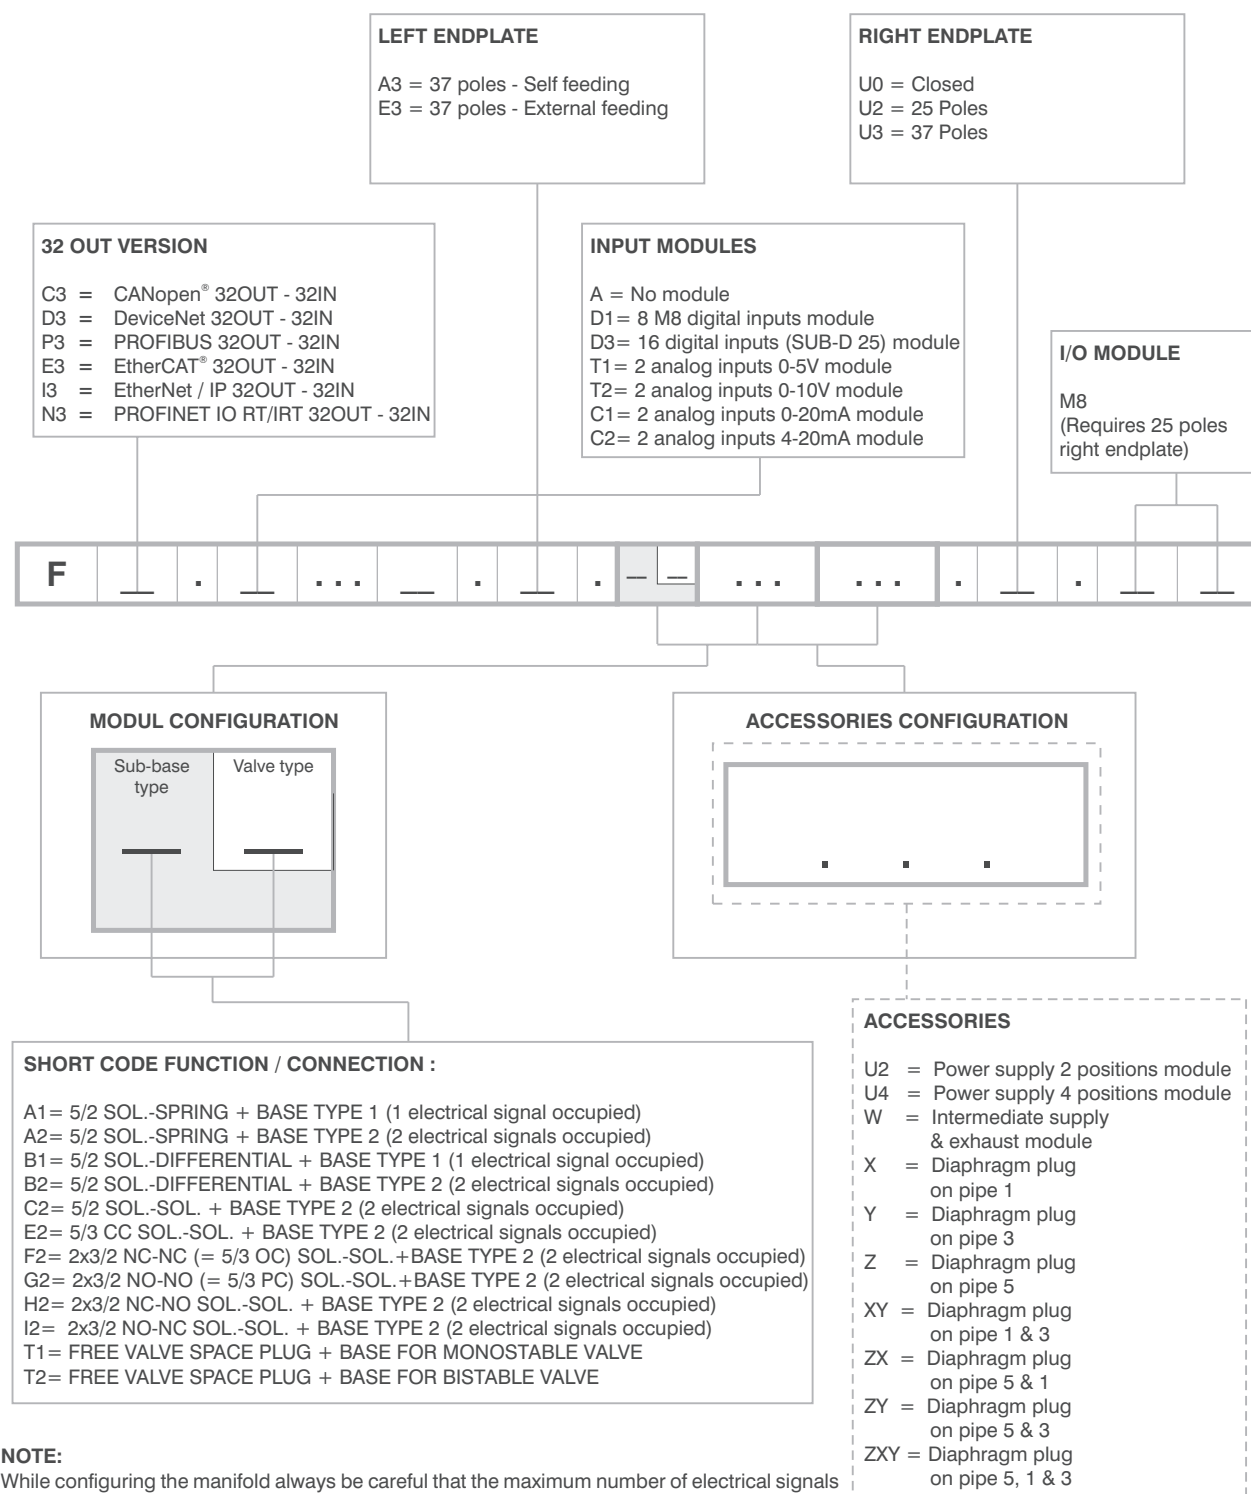 LEFT ENDPLATE
A3 = 37 poles - Self feeding
E3 = 37 poles - External feeding
RIGHT ENDPLATE
U0 = Closed
U2 = 25 Poles
U3 = 37 Poles
32 OUT VERSION
C3 = CANopen® 32OUT - 32IN
D3 = DeviceNet 32OUT - 32IN
P3 = PROFIBUS 32OUT - 32IN
E3 = EtherCAT® 32OUT - 32IN
I3 = EtherNet / IP 32OUT - 32IN
N3 = PROFINET IO RT/IRT 32OUT - 32IN
INPUT MODULES
A = No module
D1= 8 M8 digital inputs module
D3= 16 digital inputs (SUB-D 25) module
T1= 2 analog inputs 0-5V module
T2= 2 analog inputs 0-10V module
C1= 2 analog inputs 0-20mA module
C2= 2 analog inputs 4-20mA module
I/O MODULE
M8
(Requires 25 poles
right endplate)
F __ . __ ... __ . __ . __ __ ... ... . __ . __ __
MODUL CONFIGURATION
Sub-base
type
Valve type
ACCESSORIES CONFIGURATION
. . .
SHORT CODE FUNCTION / CONNECTION :
A1= 5/2 SOL.-SPRING + BASE TYPE 1 (1 electrical signal occupied)
A2= 5/2 SOL.-SPRING + BASE TYPE 2 (2 electrical signals occupied)
B1= 5/2 SOL.-DIFFERENTIAL + BASE TYPE 1 (1 electrical signal occupied)
B2= 5/2 SOL.-DIFFERENTIAL + BASE TYPE 2 (2 electrical signals occupied)
C2= 5/2 SOL.-SOL. + BASE TYPE 2 (2 electrical signals occupied)
E2= 5/3 CC SOL.-SOL. + BASE TYPE 2 (2 electrical signals occupied)
F2= 2x3/2 NC-NC (= 5/3 OC) SOL.-SOL.+BASE TYPE 2 (2 electrical signals occupied)
G2= 2x3/2 NO-NO (= 5/3 PC) SOL.-SOL.+BASE TYPE 2 (2 electrical signals occupied)
H2= 2x3/2 NC-NO SOL.-SOL. + BASE TYPE 2 (2 electrical signals occupied)
I2= 2x3/2 NO-NC SOL.-SOL. + BASE TYPE 2 (2 electrical signals occupied)
T1= FREE VALVE SPACE PLUG + BASE FOR MONOSTABLE VALVE
T2= FREE VALVE SPACE PLUG + BASE FOR BISTABLE VALVE
ACCESSORIES
U2 = Power supply 2 positions module
U4 = Power supply 4 positions module
W = Intermediate supply
& exhaust module
X = Diaphragm plug
on pipe 1
Y = Diaphragm plug
on pipe 3
Z = Diaphragm plug
on pipe 5
XY = Diaphragm plug
on pipe 1 & 3
ZX = Diaphragm plug
on pipe 5 & 1
ZY = Diaphragm plug
on pipe 5 & 3
ZXY = Diaphragm plug
on pipe 5, 1 & 3
NOTE:
While configuring the manifold always be careful that the maximum number of electrical signals